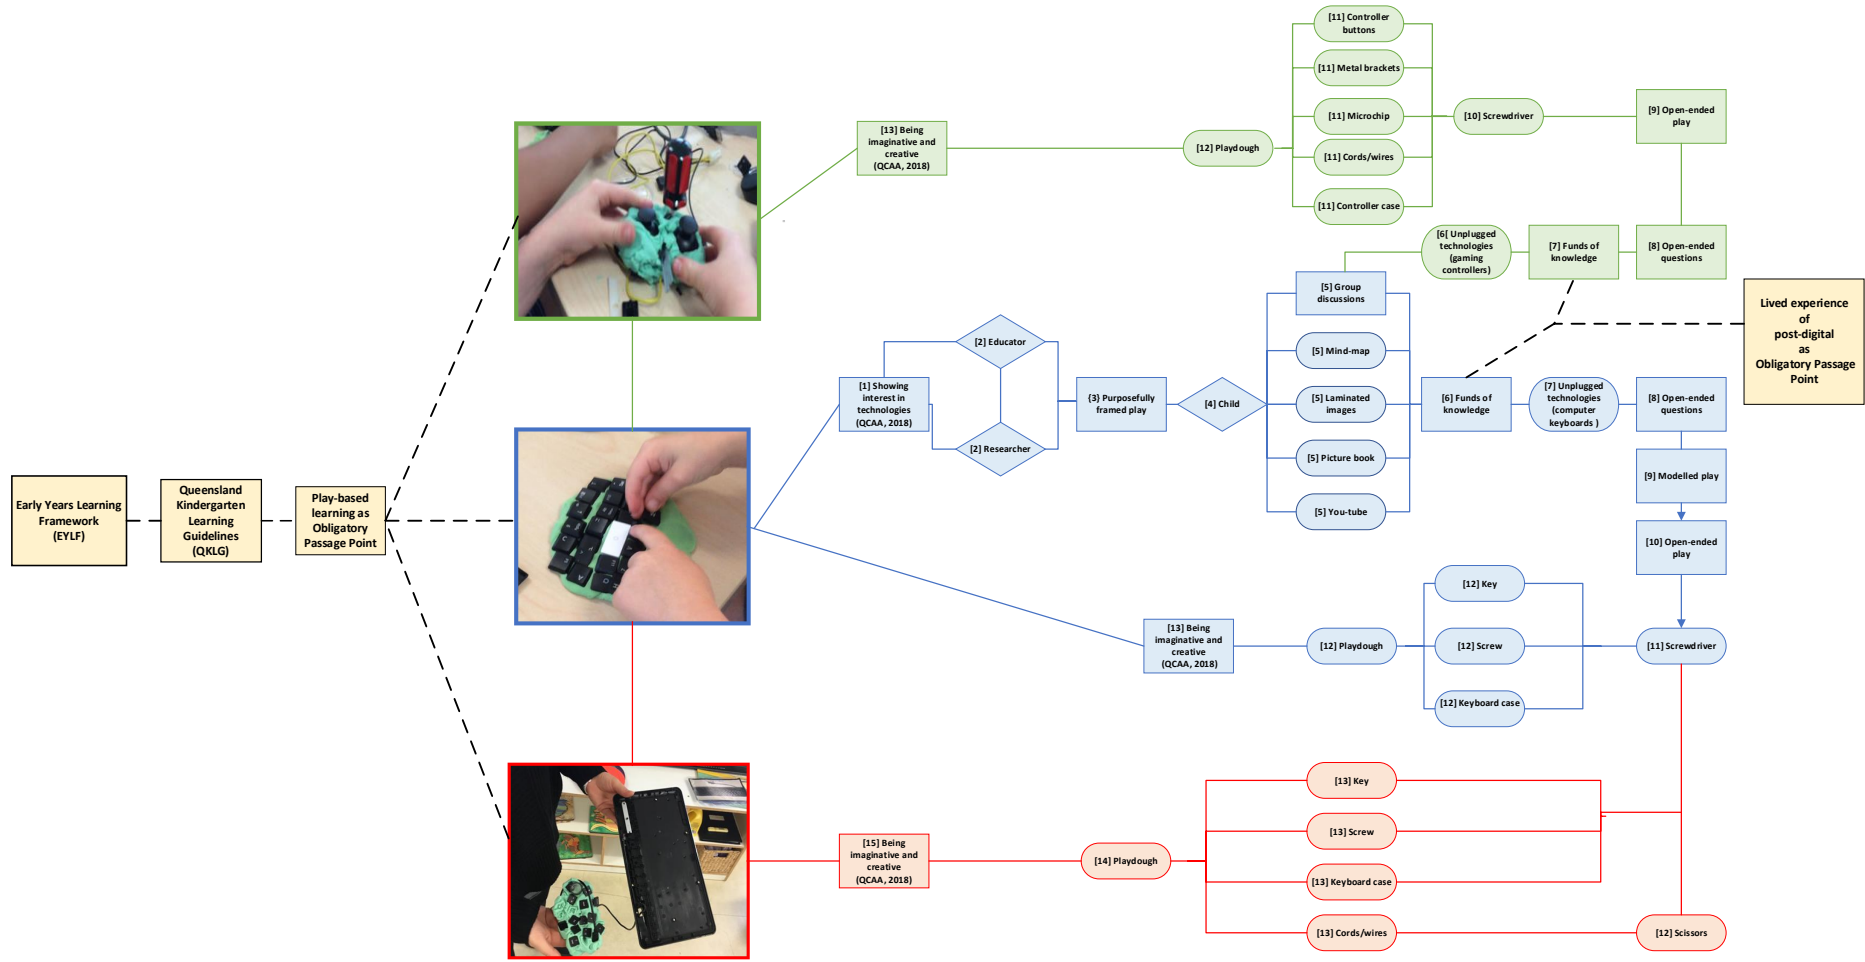 [11] Controller
buttons
[11] Metal brackets
[11] Microchip
[11] Cords/wires
[11] Controller case
[10] Screwdriver
[9] Open-ended
play
[12] Playdough
[13] Being
imaginative and
creative
(QCAA, 2018)
[6[ Unplugged
technologies
(gaming
controllers)
[7] Funds of
knowledge
[8] Open-ended
questions
[5] Group
discussions
[5] Mind-map
[5] Laminated
images
[5] Picture book
[5] You-tube
Lived experience
of
post-digital
as
Obligatory Passage
Point
[2] Educator
[1] Showing
interest in
technologies
(QCAA, 2018)
[2] Researcher
{3) Purposefully
framed play
[4] Child
[6] Funds of
knowledge
[7] Unplugged
technologies
(computer
keyboards )
[8] Open-ended
questions
[9] Modelled play
[10] Open-ended
play
Early Years Learning
Framework
(EYLF)
Queensland
Kindergarten
Learning
Guidelines
(QKLG)
Play-based
learning as
Obligatory
Passage Point
[13] Being
imaginative and
creative
(QCAA, 2018)
[12] Playdough
[12] Key
[12] Screw
[12] Keyboard case
[11] Screwdriver
[15] Being
imaginative and
creative
(QCAA, 2018)
[14] Playdough
[13] Key
[13] Screw
[13] Keyboard case
[13] Cords/wires
[12] Scissors